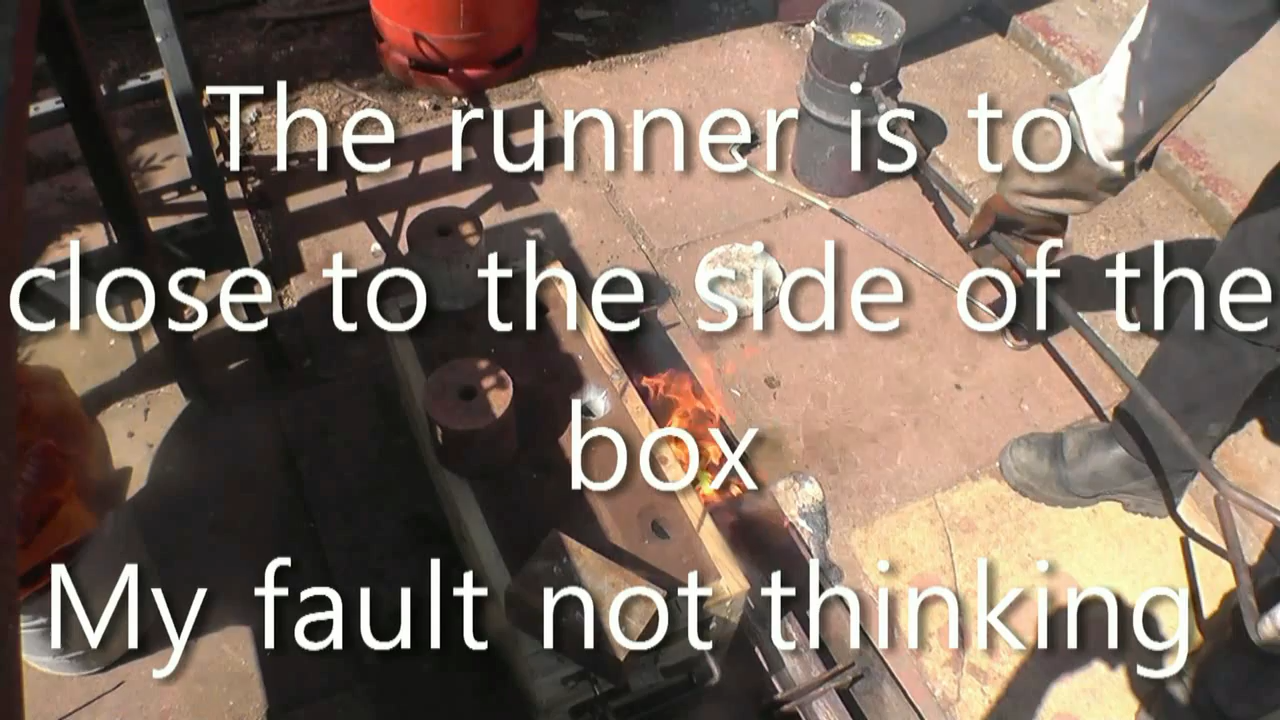 The runner is to
close to the side of the
box
My fault not thinking